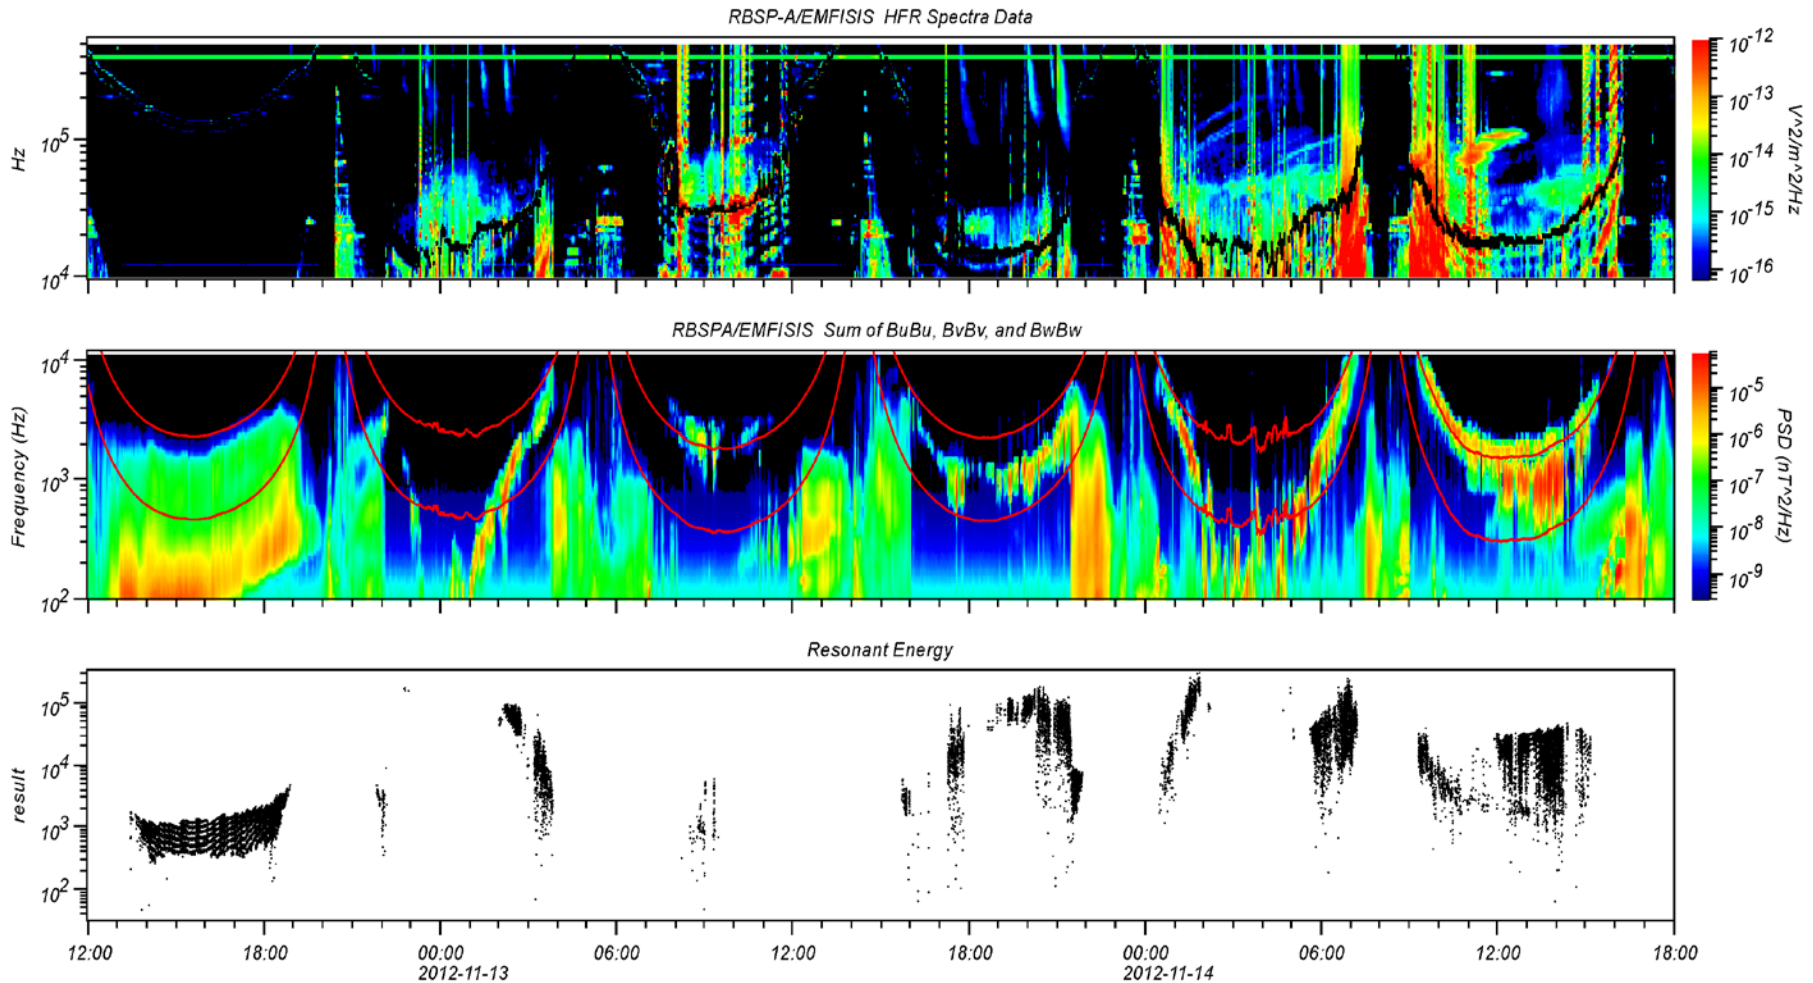 RBSP-A/EMFISIS HFR Spectra Data
Hz
10^5
10^4
10^-12
10^-13
10^-14
10^-15
10^-16
V^2/m^2/Hz
RBSPA/EMFISIS Sum of BuBu, BvBv, and BwBw
Frequency (Hz)
10^4
10^3
10^2
10^-5
10^-6
10^-7
10^-8
10^-9
PSD (nT^2/Hz)
Resonant Energy
result
10^5
10^4
10^3
10^2
12:00 18:00 00:00 06:00 12:00 18:00 00:00 06:00 12:00 18:00
2012-11-13 2012-11-14